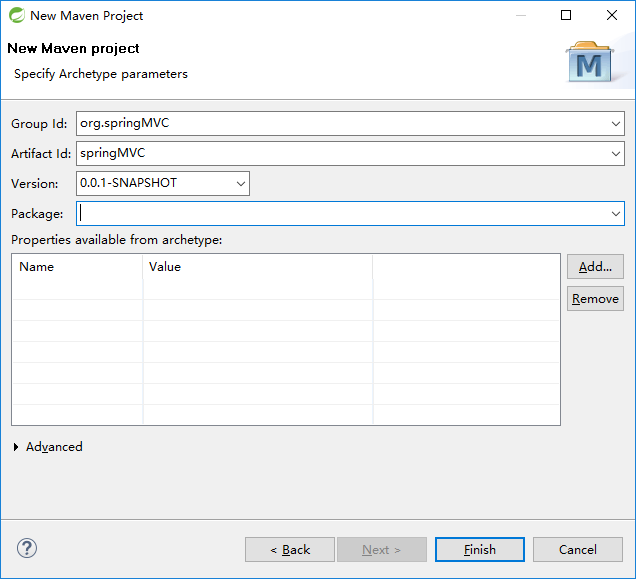 New Maven Project
New Maven project
Specify Archetype parameters
M
Group Id: org.springMVC
Artifact Id: springMVC
Version: 0.0.1-SNAPSHOT
Package:
Properties available from archetype:
Name Value
Add...
Remove
Advanced
? < Back Next > Finish Cancel